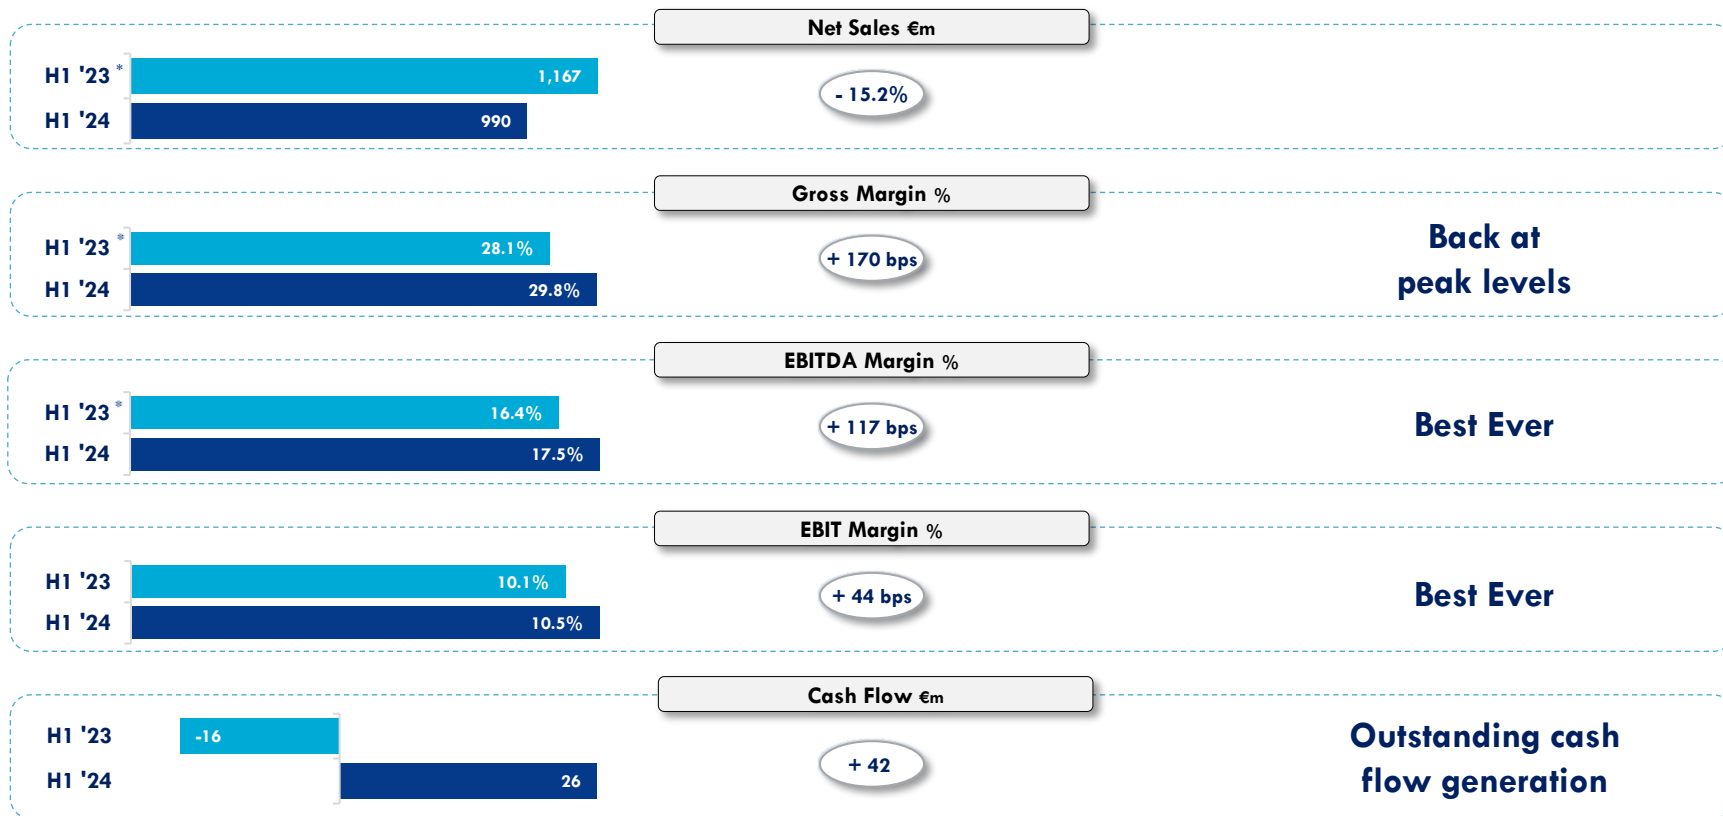 Net Sales €m
H1 '23 *
1,167
- 15.2%
H1 '24
990
Gross Margin %
H1 '23 *
28.1%
+ 170 bps
H1 '24
29.8%
Back at
peak levels
EBITDA Margin %
H1 '23 *
16.4%
+ 117 bps
H1 '24
17.5%
Best Ever
EBIT Margin %
H1 '23
10.1%
+ 44 bps
H1 '24
10.5%
Best Ever
Cash Flow €m
H1 '23
-16
+ 42
H1 '24
26
Outstanding cash
flow generation